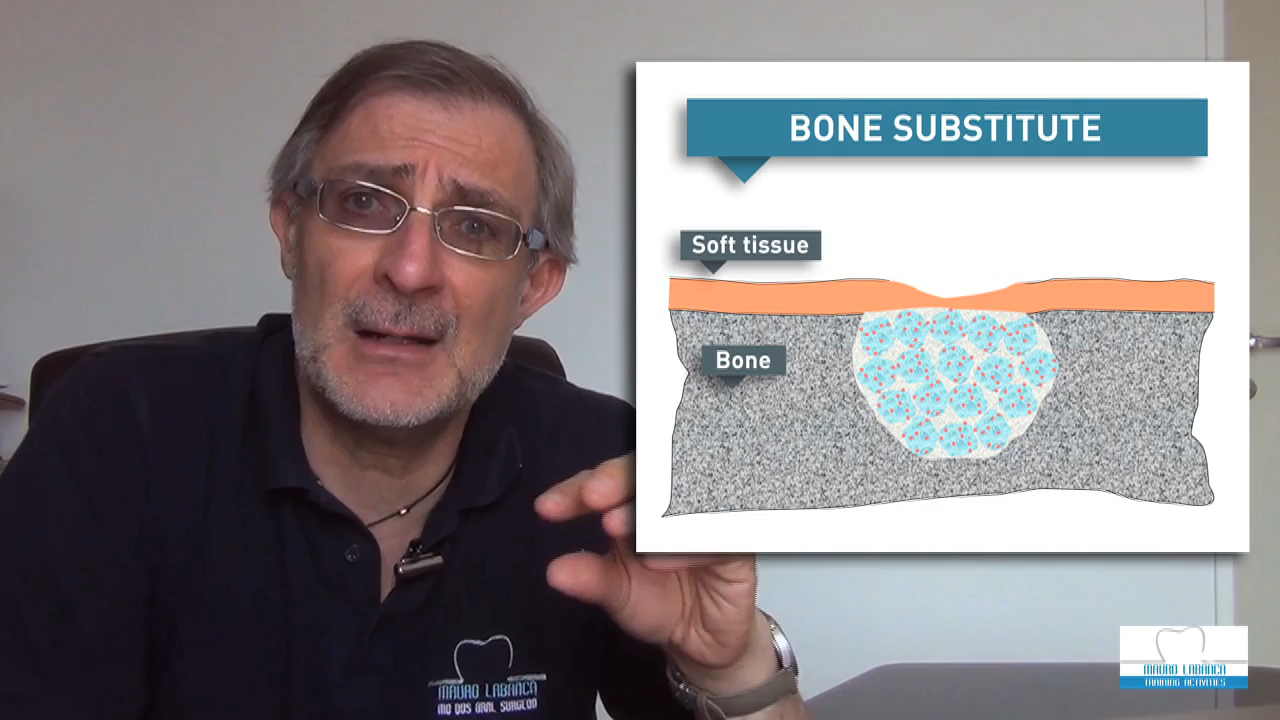 BONE SUBSTITUTE
Soft tissue
Bone
MAURO LABANCA
MD DDS ORAL SURGEON
MAURO LABANCA
TRAINING ACTIVITIES